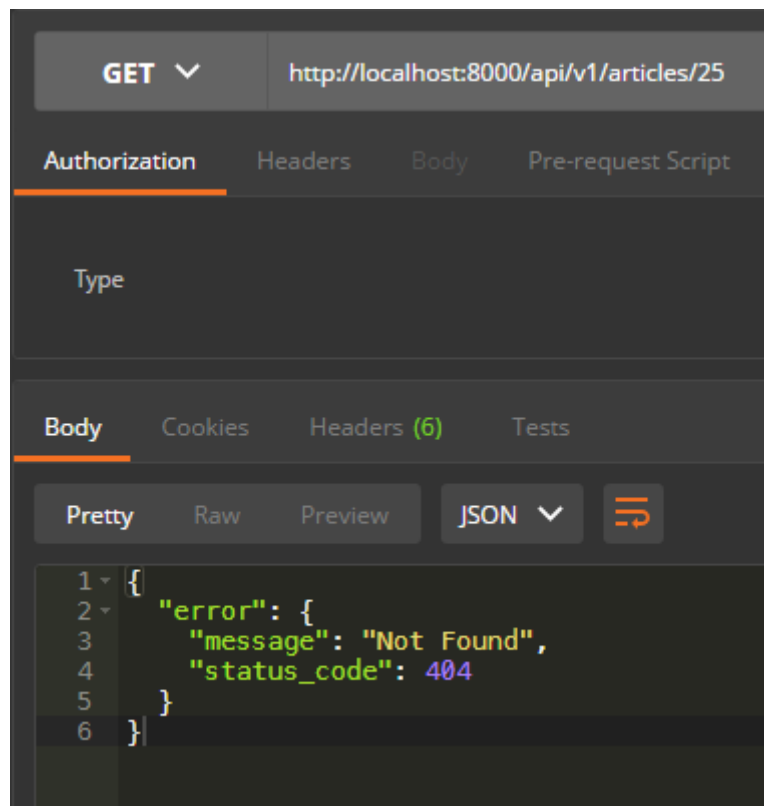 GET http://localhost:8000/api/v1/articles/25
Authorization Headers Body Pre-request Script
Type
Body Cookies Headers (6) Tests
Pretty Raw Preview JSON
1 {
2 "error": {
3 "message": "Not Found",
4 "status_code": 404
5 }
6 }